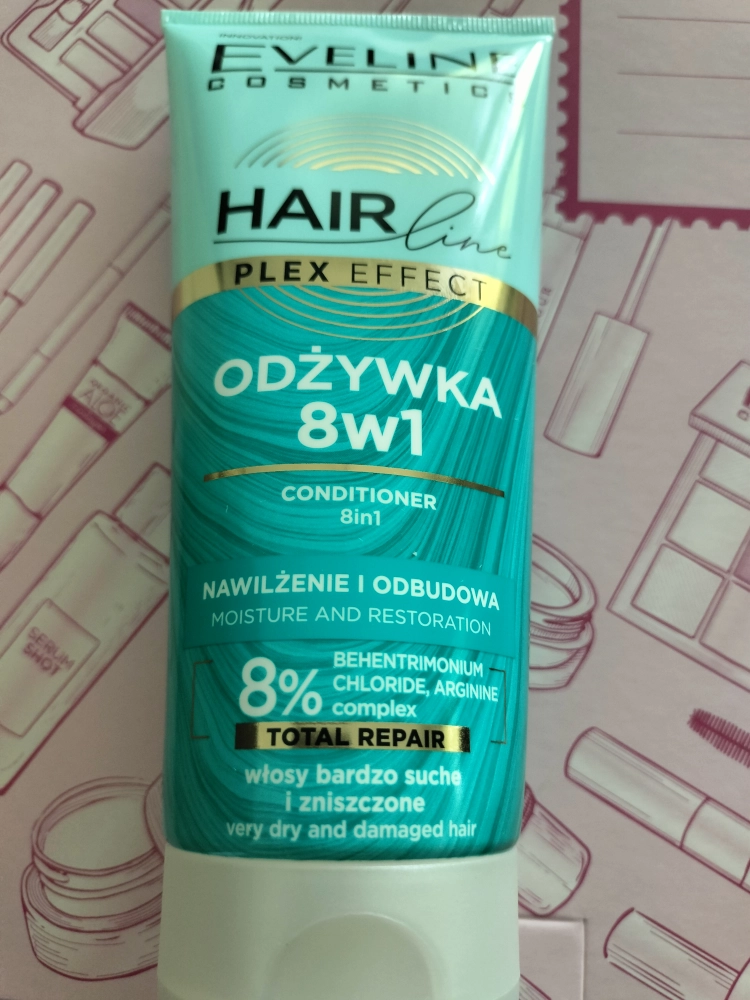 INNOVATION
EVELINE
COSMETICS
HAIR line
PLEX EFFECT
ODŻYWKA
8w1
CONDITIONER
8in1
NAWILŻENIE I ODBUDOWA
MOISTURE AND RESTORATION
8% BEHENTRIMONIUM
CHLORIDE, ARGININE
complex
TOTAL REPAIR
włosy bardzo suche
i zniszczone
very dry and damaged hair
ALOE
SERUM
SHOT